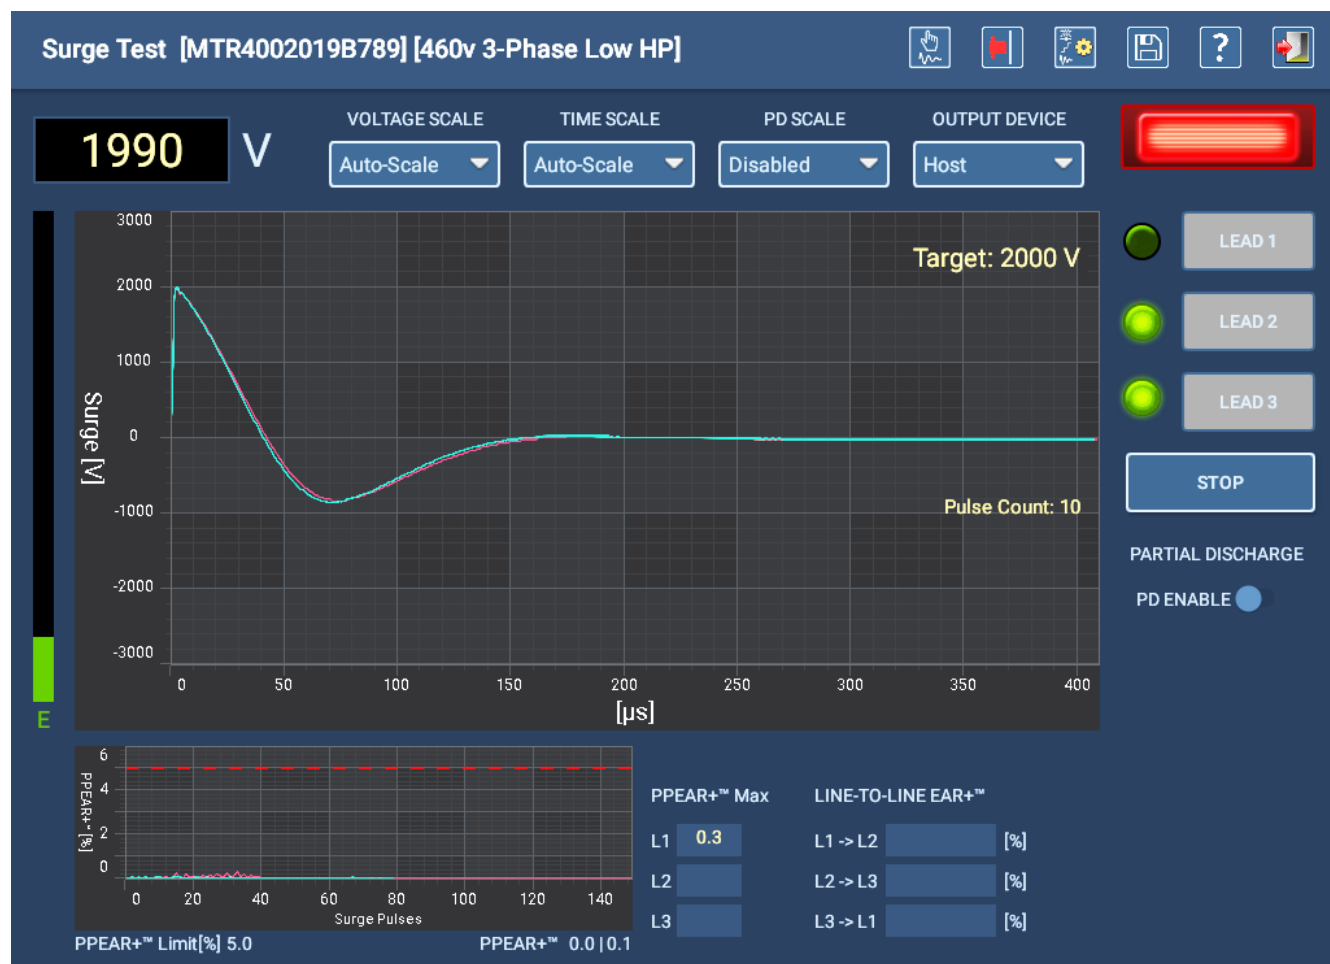 Surge Test [MTR4002019B789] [460v 3-Phase Low HP]
?
1990 V
VOLTAGE SCALE
Auto-Scale
TIME SCALE
Auto-Scale
PD SCALE
Disabled
OUTPUT DEVICE
Host
Target: 2000 V
Pulse Count: 10
Surge [V]
3000
2000
1000
0
-1000
-2000
-3000
0 50 100 150 200 250 300 350 400
[µs]
E
LEAD 1
LEAD 2
LEAD 3
STOP
PARTIAL DISCHARGE
PD ENABLE
PPEAR+™ [%]
6
4
2
0
0 20 40 60 80 100 120 140
Surge Pulses
PPEAR+™ Limit[%] 5.0
PPEAR+™ 0.0|0.1
PPEAR+™ Max
L1 0.3
L2
L3
LINE-TO-LINE EAR+™
L1 -> L2 [%]
L2 -> L3 [%]
L3 -> L1 [%]